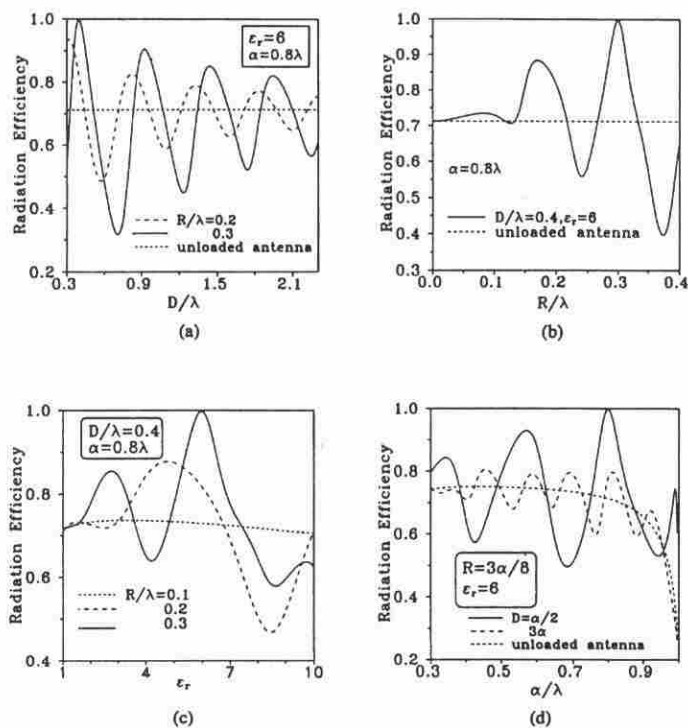 Radiation Efficiency
1.0
0.8
0.6
0.4
0.2
εr=6
α=0.8λ
R/λ=0.2
0.3
unloaded antenna
0.3 0.9 1.5 2.1
D/λ
(a)
Radiation Efficiency
1.0
0.9
0.8
0.7
0.6
0.5
0.4
0.3
α=0.8λ
D/λ=0.4,εr=6
unloaded antenna
0.0 0.1 0.2 0.3 0.4
R/λ
(b)
Radiation Efficiency
1.0
0.8
0.6
0.4
D/λ=0.4
α=0.8λ
R/λ=0.1
0.2
0.3
1 4 7 10
εr
(c)
Radiation Efficiency
1.0
0.8
0.6
0.4
0.2
R=3α/8
εr=6
D=α/2
3α
unloaded antenna
0.3 0.5 0.7 0.9
α/λ
(d)